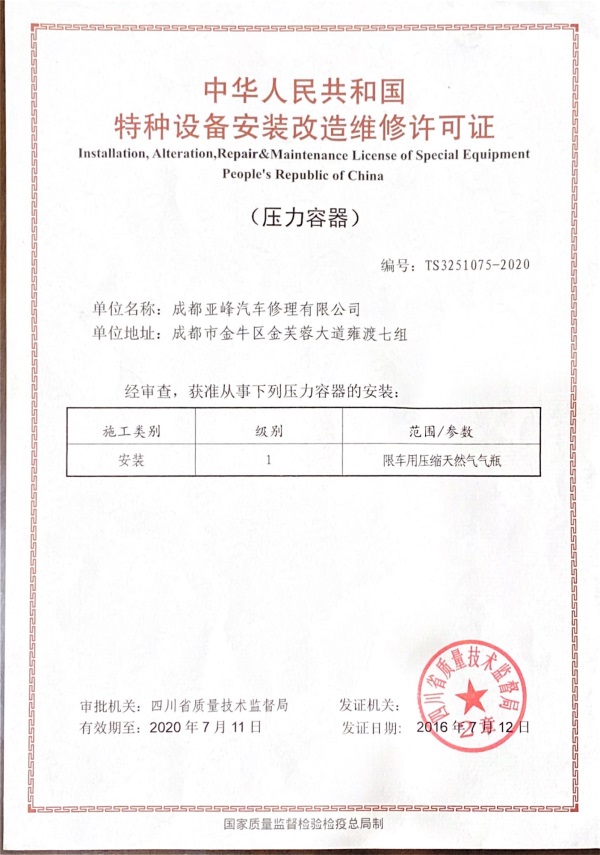 中华人民共和国
特种设备安装改造维修许可证
Installation, Alteration,Repair&Maintenance License of Special Equipment
People's Republic of China
（压力容器）
编号：TS3251075-2020
单位名称：成都亚峰汽车修理有限公司
单位地址：成都市金牛区金芙蓉大道雍渡七组
经审查，获准从事下列压力容器的安装：
施工类别 级别 范围/参数
安装 1 限车用压缩天然气气瓶
审批机关：四川省质量技术监督局 发证机关：
有效期至：2020 年 7 月 11 日 发证日期：2016 年 7 月 12 日
四川省质量技术监督局
乙章
国家质量监督检验检疫总局制